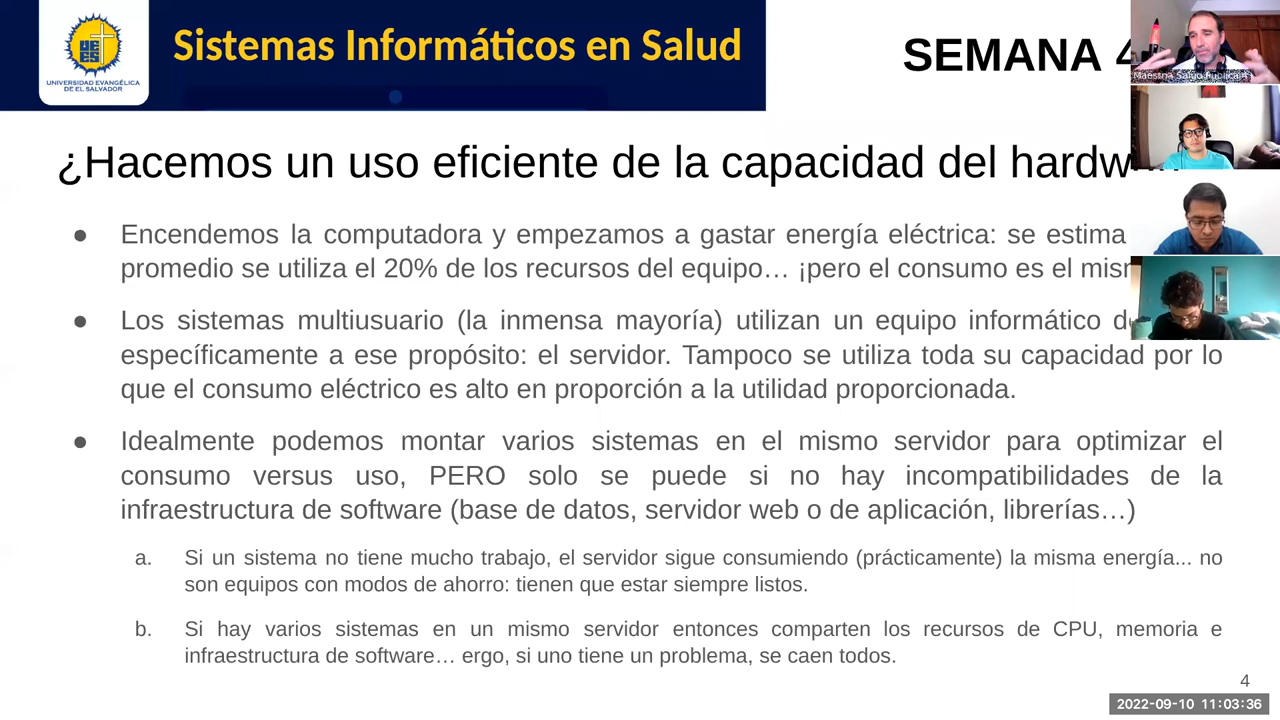 Sistemas Informáticos en Salud
UNIVERSIDAD EVANGÉLICA
DE EL SALVADOR
SEMANA 4
Maestria Salud Publica 4
¿Hacemos un uso eficiente de la capacidad del
● Encendemos la computadora y empezamos a gastar energía eléctrica: se estima
promedio se utiliza el 20% de los recursos del equipo… ¡pero el consumo es el
● Los sistemas multiusuario (la inmensa mayoría) utilizan un equipo informático
específicamente a ese propósito: el servidor. Tampoco se utiliza toda su capacidad por lo
que el consumo eléctrico es alto en proporción a la utilidad proporcionada.
● Idealmente podemos montar varios sistemas en el mismo servidor para optimizar el
consumo versus uso, PERO solo se puede si no hay incompatibilidades de la
infraestructura de software (base de datos, servidor web o de aplicación, librerías…)
a. Si un sistema no tiene mucho trabajo, el servidor sigue consumiendo (prácticamente) la misma energía... no
son equipos con modos de ahorro: tienen que estar siempre listos.
b. Si hay varios sistemas en un mismo servidor entonces comparten los recursos de CPU, memoria e
infraestructura de software… ergo, si uno tiene un problema, se caen todos.
4
2022-09-10 11:03:36